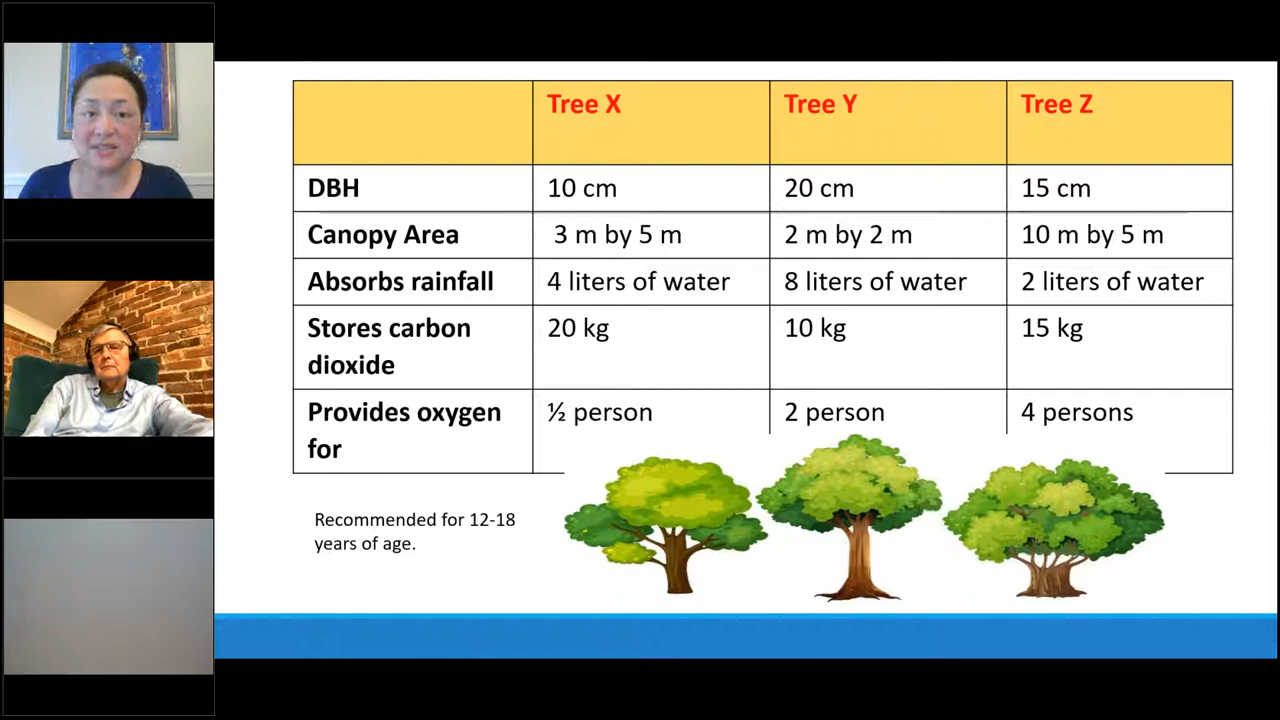 Tree X Tree Y Tree Z
DBH 10 cm 20 cm 15 cm
Canopy Area 3 m by 5 m 2 m by 2 m 10 m by 5 m
Absorbs rainfall 4 liters of water 8 liters of water 2 liters of water
Stores carbon 20 kg 10 kg 15 kg
dioxide
Provides oxygen ½ person 2 person 4 persons
for
Recommended for 12-18
years of age.